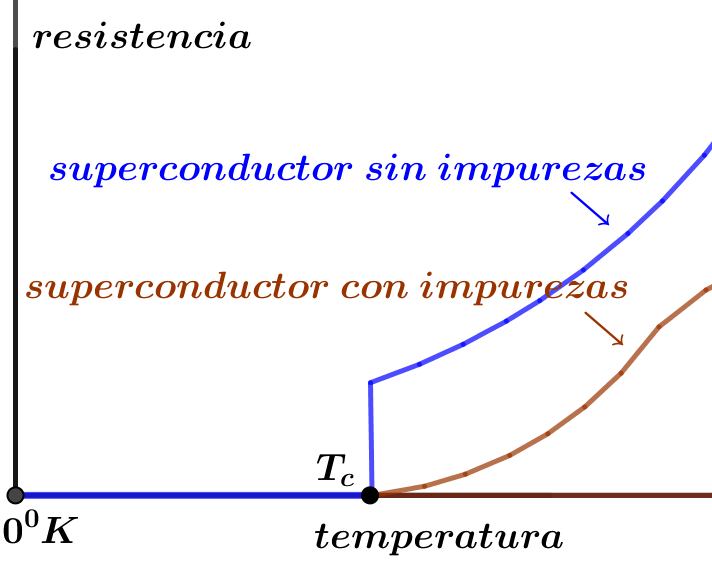 resistencia
superconductor sin impurezas
superconductor con impurezas
T_c
0⁰K
temperatura